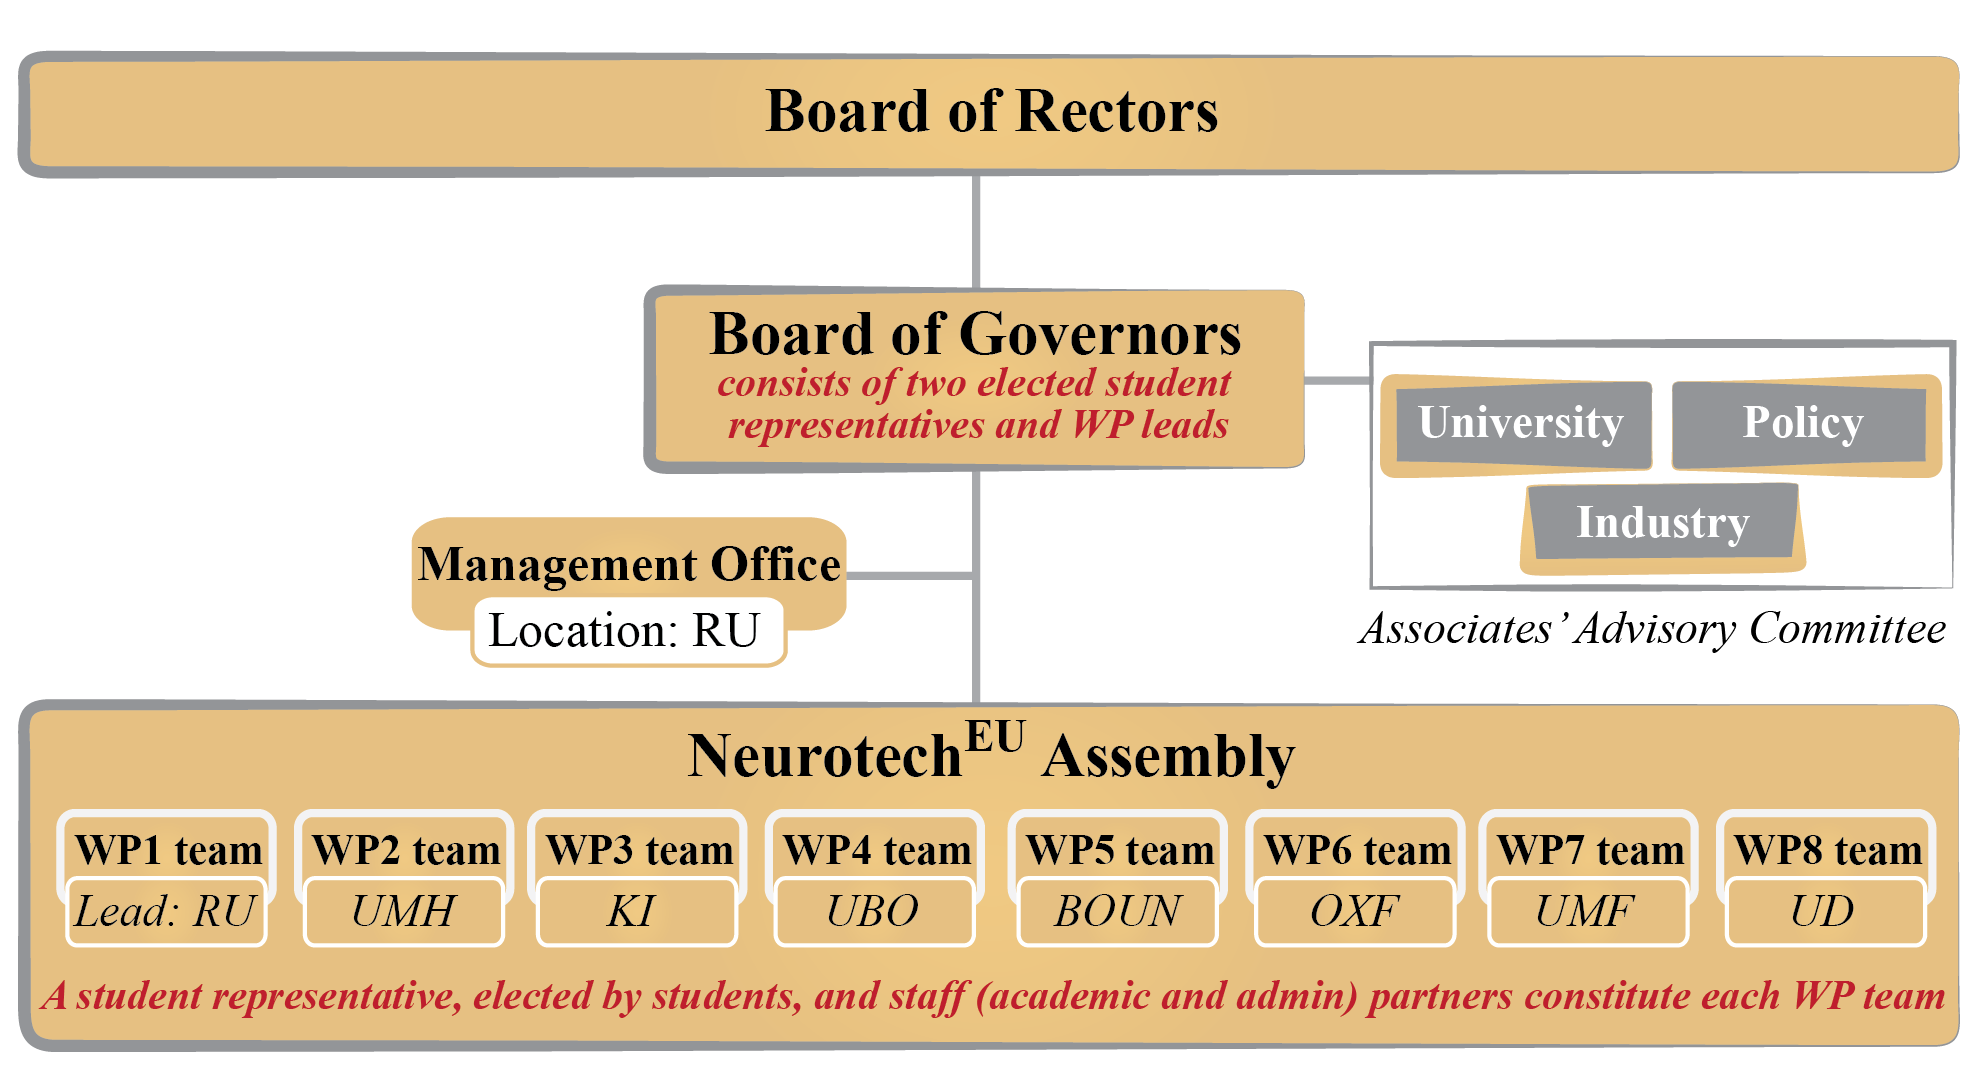 Board of Rectors
Board of Governors
consists of two elected student
representatives and WP leads
University
Policy
Industry
Associates’ Advisory Committee
Management Office
Location: RU
Neurotech^EU Assembly
WP1 team
Lead: RU
WP2 team
UMH
WP3 team
KI
WP4 team
UBO
WP5 team
BOUN
WP6 team
OXF
WP7 team
UMF
WP8 team
UD
A student representative, elected by students, and staff (academic and admin) partners constitute each WP team